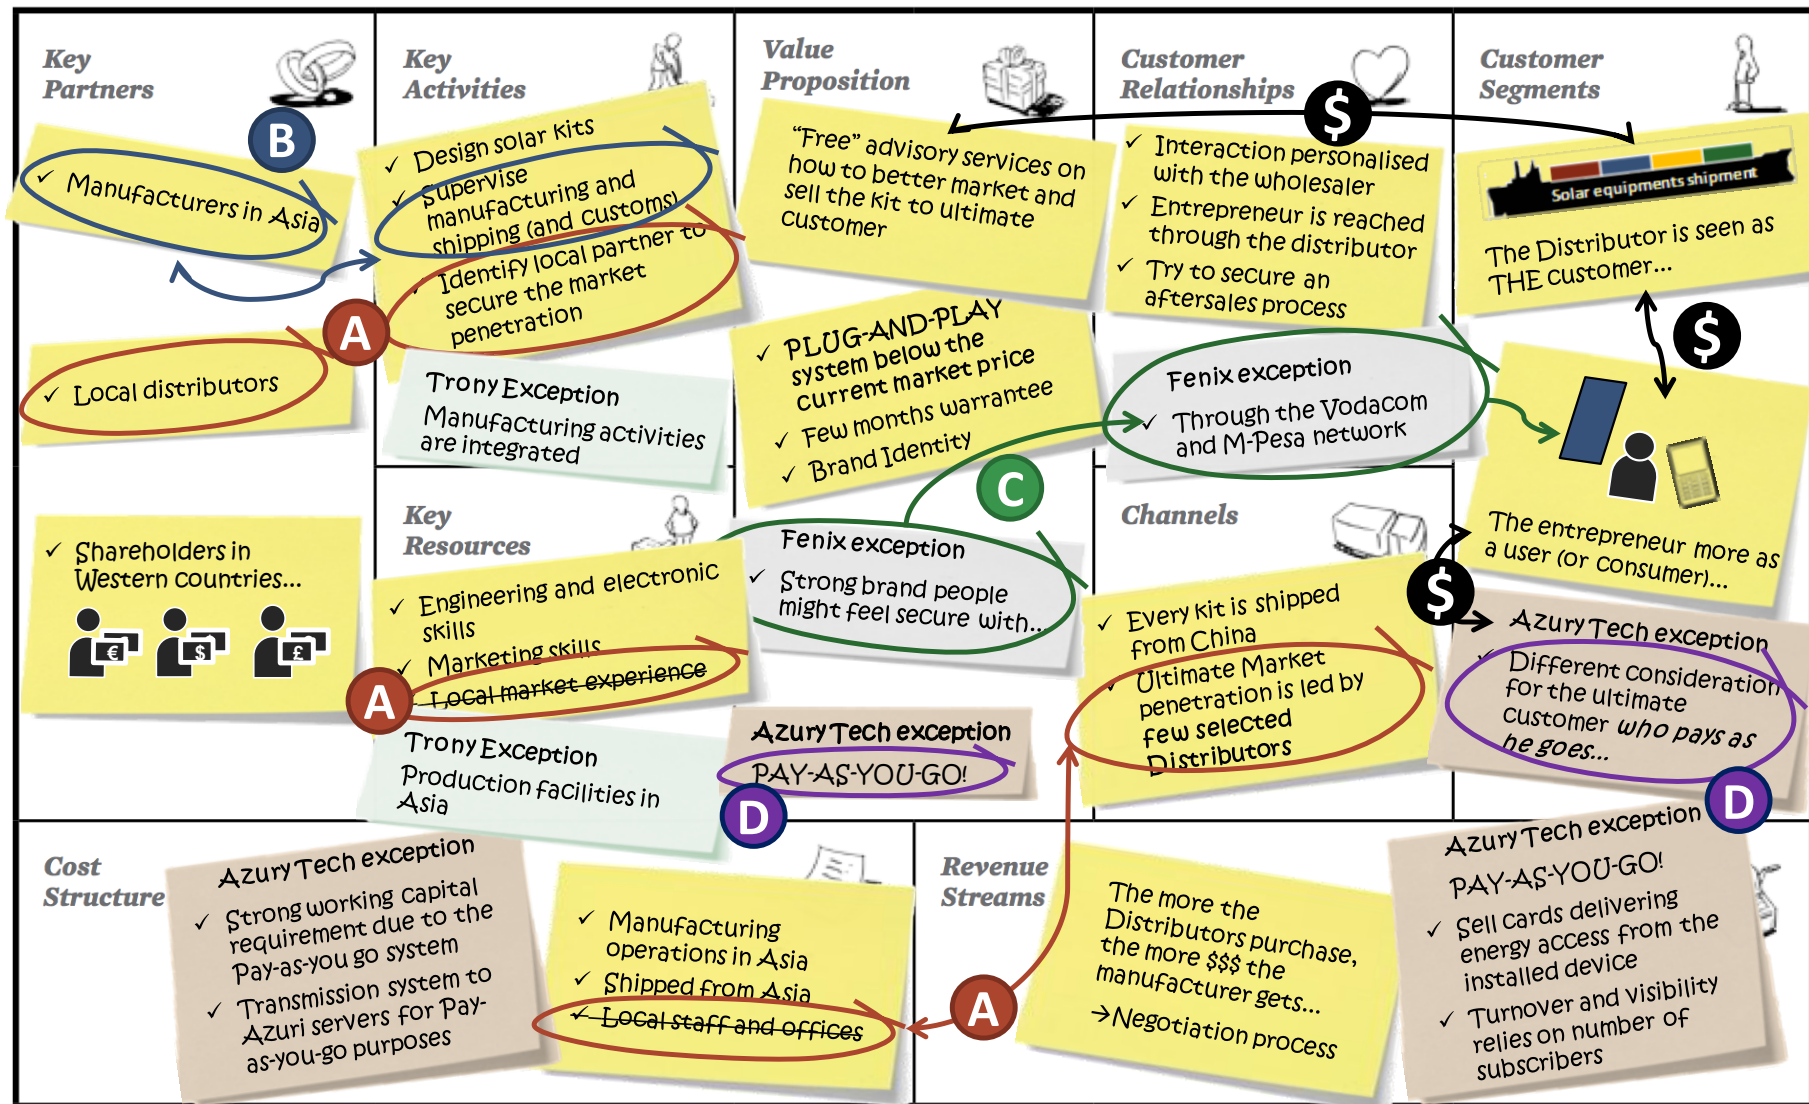 Key
Partners
B
✓ Manufacturers in Asia
✓ Local distributors
✓ Shareholders in
Western countries...
€
$
£
Key
Activities
✓ Design solar kits
✓ Supervise
manufacturing and
shipping (and customs)
✓ Identify local partner to
secure the market
penetration
A
Trony Exception
Manufacturing activities
are integrated
Key
Resources
✓ Engineering and electronic
skills
✓ Marketing skills
Local market experience
A
Trony Exception
Production facilities in
Asia
Value
Proposition
“Free” advisory services on
how to better market and
sell the kit to ultimate
customer
✓ PLUG-AND-PLAY
system below the
current market price
✓ Few months warrantee
✓ Brand Identity
C
Fenix exception
✓ Strong brand people
might feel secure with...
Azury Tech exception
PAY-AS-YOU-GO!
D
Customer
Relationships
$
✓ Interaction personalised
with the wholesaler
✓ Entrepreneur is reached
through the distributor
✓ Try to secure an
aftersales process
Fenix exception
✓ Through the Vodacom
and M-Pesa network
Channels
✓ Every kit is shipped
from China
✓ Ultimate Market
penetration is led by
few selected
Distributors
Customer
Segments
Solar equipments shipment
The Distributor is seen as
THE customer...
$
The entrepreneur more as
a user (or consumer)...
$
Azury Tech exception
✓ Different consideration
for the ultimate
customer who pays as
he goes...
D
Cost
Structure
Azury Tech exception
✓ Strong working capital
requirement due to the
Pay-as-you go system
✓ Transmission system to
Azuri servers for Pay-
as-you-go purposes
✓ Manufacturing
operations in Asia
✓ Shipped from Asia
✓ Local staff and offices
A
Revenue
Streams
The more the
Distributors purchase,
the more $$$ the
manufacturer gets...
→Negotiation process
Azury Tech exception
PAY-AS-YOU-GO!
✓ Sell cards delivering
energy access from the
installed device
✓ Turnover and visibility
relies on number of
subscribers